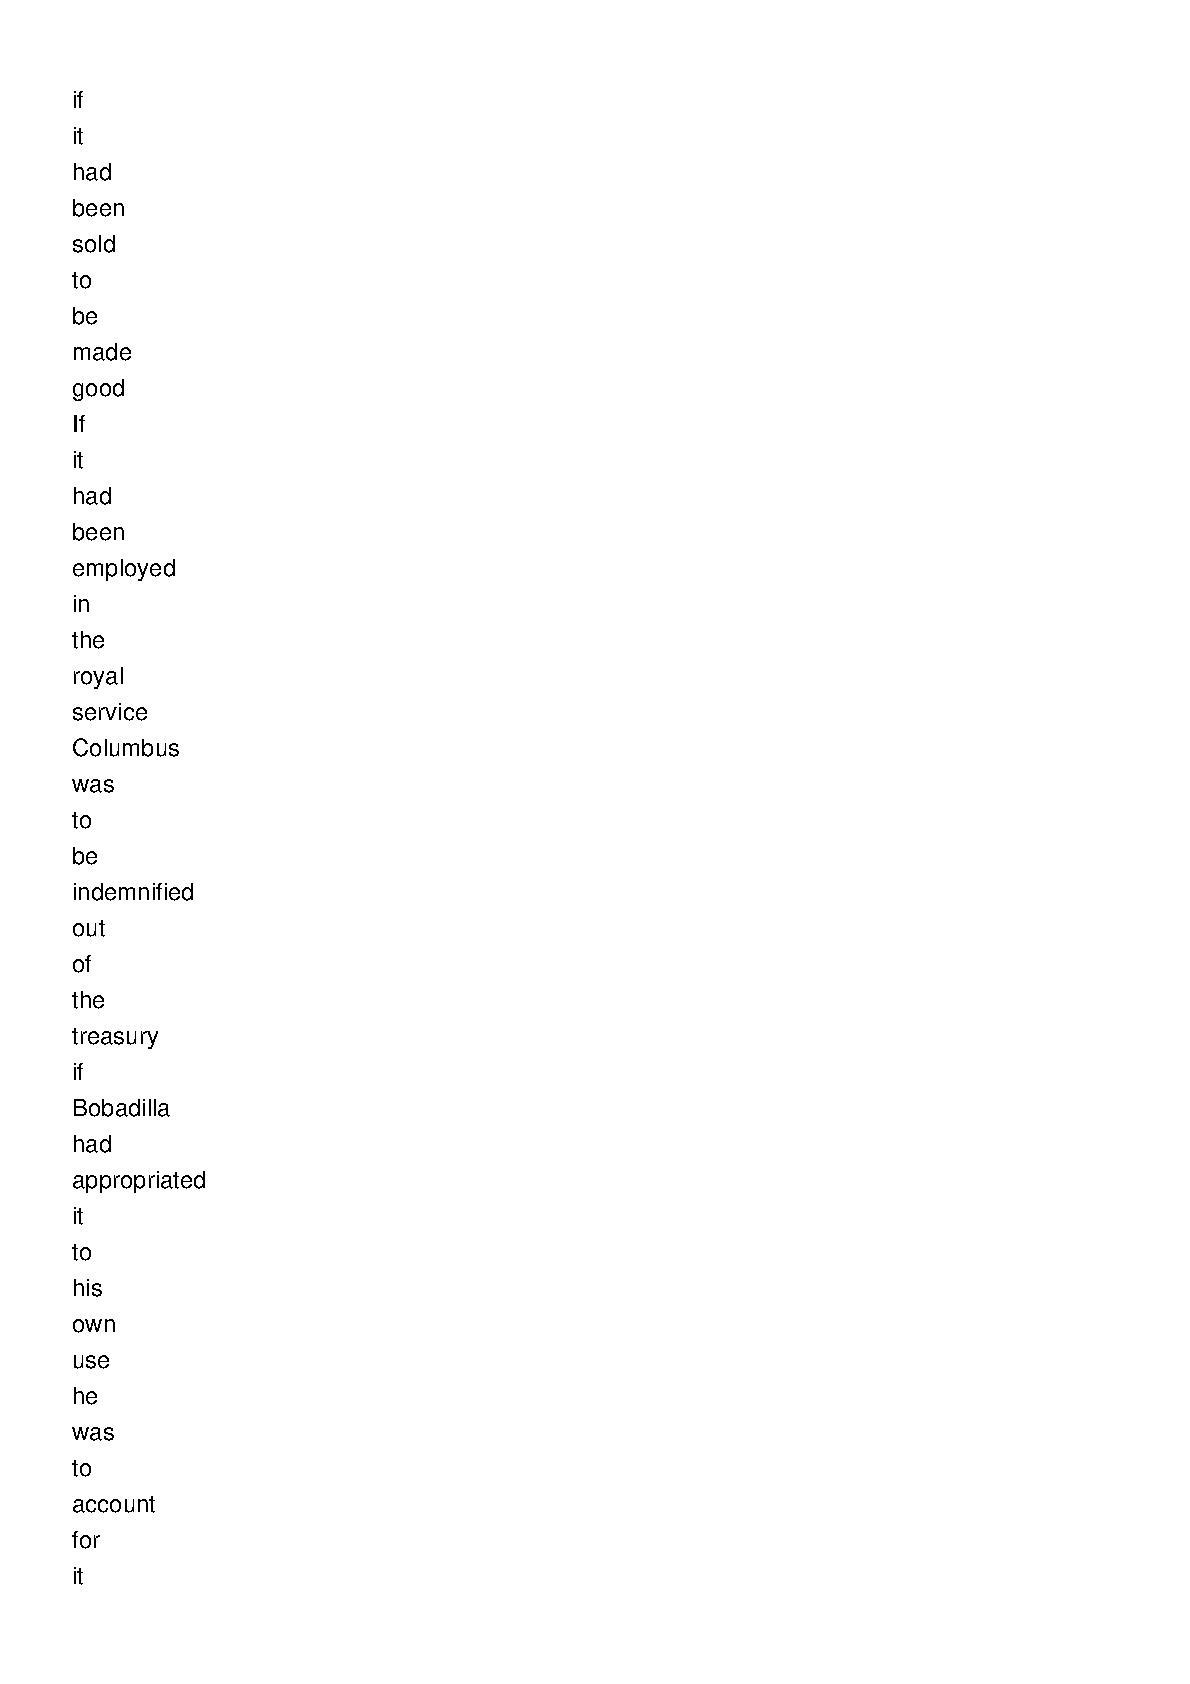 if
it
had
been
sold
to
be
made
good
If
it
had
been
employed
in
the
royal
service
Columbus
was
to
be
indemnified
out
of
the
treasury
if
Bobadilla
had
appropriated
it
to
his
own
use
he
was
to
account
for
it